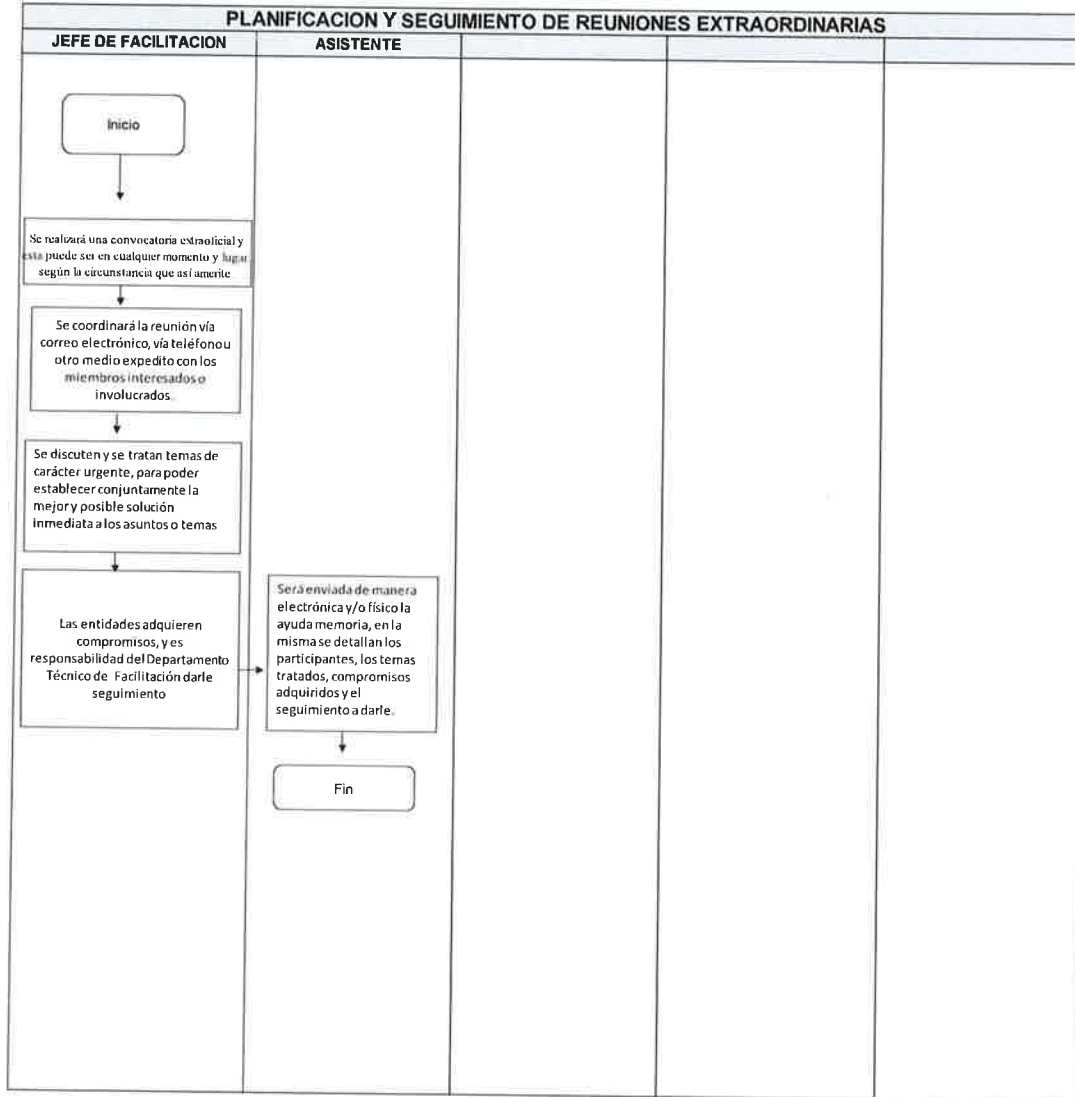 PLANIFICACION Y SEGUIMIENTO DE REUNIONES EXTRAORDINARIAS
JEFE DE FACILITACION
ASISTENTE
Inicio
Se realizará una convocatoria extraoficial y
esta puede ser en cualquier momento y lugar,
según la circunstancia que así amerite
Se coordinará la reunión vía
correo electrónico, vía teléfono u
otro medio expedito con los
miembros interesados o
involucrados.
Se discuten y se tratan temas de
carácter urgente, para poder
establecer conjuntamente la
mejor y posible solución
inmediata a los asuntos o temas
Las entidades adquieren
compromisos, y es
responsabilidad del Departamento
Técnico de Facilitación darle
seguimiento
Será enviada de manera
electrónica y/o físico la
ayuda memoria, en la
misma se detallan los
participantes, los temas
tratados, compromisos
adquiridos y el
seguimiento a darle.
Fin